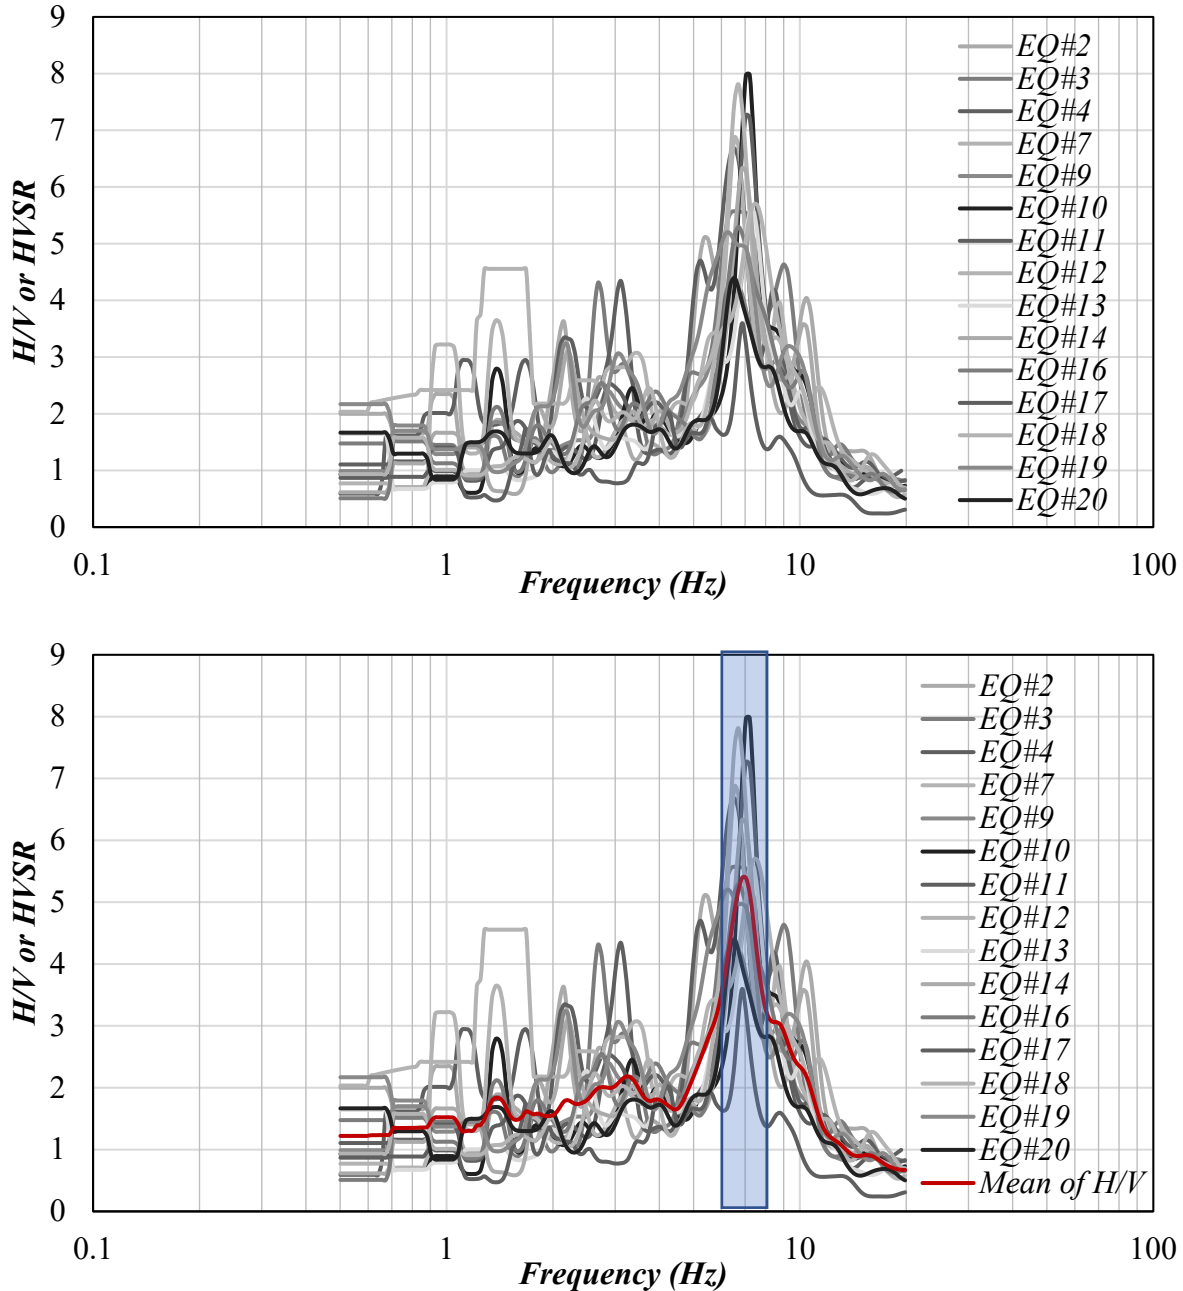 9
8
7
6
5
4
3
2
1
0
H/V or HVSR
EQ#2
EQ#3
EQ#4
EQ#7
EQ#9
EQ#10
EQ#11
EQ#12
EQ#13
EQ#14
EQ#16
EQ#17
EQ#18
EQ#19
EQ#20
0.1
1
10
100
Frequency (Hz)
9
8
7
6
5
4
3
2
1
0
H/V or HVSR
EQ#2
EQ#3
EQ#4
EQ#7
EQ#9
EQ#10
EQ#11
EQ#12
EQ#13
EQ#14
EQ#16
EQ#17
EQ#18
EQ#19
EQ#20
Mean of H/V
0.1
1
10
100
Frequency (Hz)